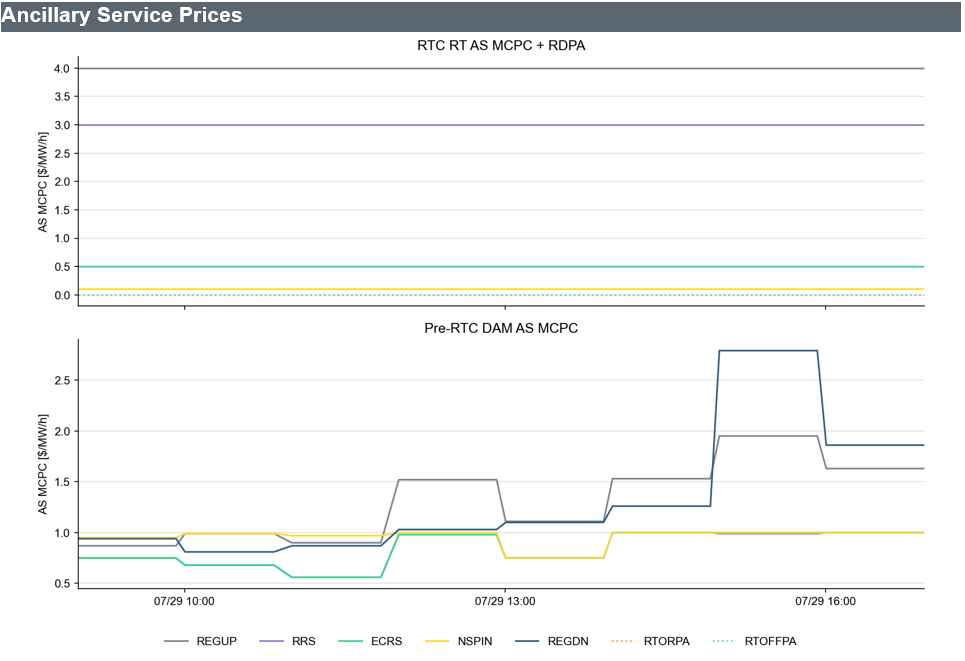 Ancillary Service Prices
RTC RT AS MCPC + RDPA
AS MCPC [$/MW/h]
4.0
3.5
3.0
2.5
2.0
1.5
1.0
0.5
0.0
Pre-RTC DAM AS MCPC
AS MCPC [$/MW/h]
2.5
2.0
1.5
1.0
0.5
07/29 10:00 07/29 13:00 07/29 16:00
REGUP RRS ECRS NSPIN REGDN RTORPA RTOFFPA